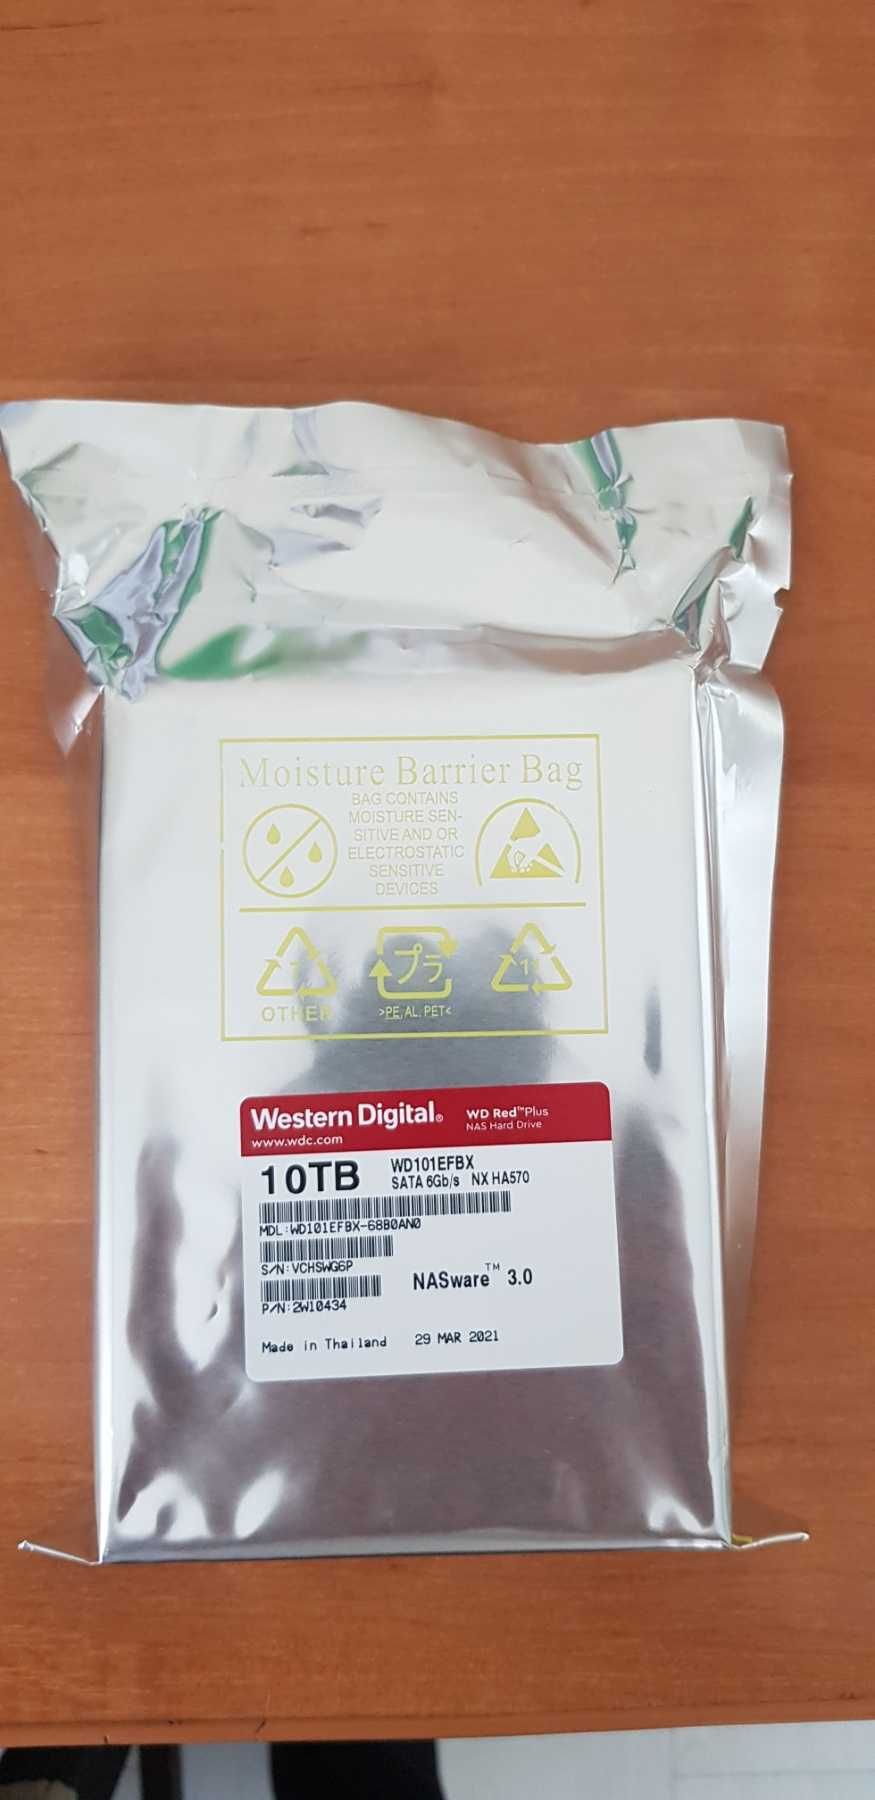 Moisture Barrier Bag
BAG CONTAINS
MOISTURE SEN-
SITIVE AND OR
ELECTROSTATIC
SENSITIVE
DEVICES
7
OTHER
プラ
>PE, AL, PET<
11
Western Digital®
www.wdc.com
WD Red™Plus
NAS Hard Drive
10TB
WD101EFBX
SATA 6Gb/s NX HA570
MDL:WD101EFBX-68B0AN0
S/N:VCHSWG6P
P/N:2W10434
NASware™ 3.0
Made in Thailand 29 MAR 2021